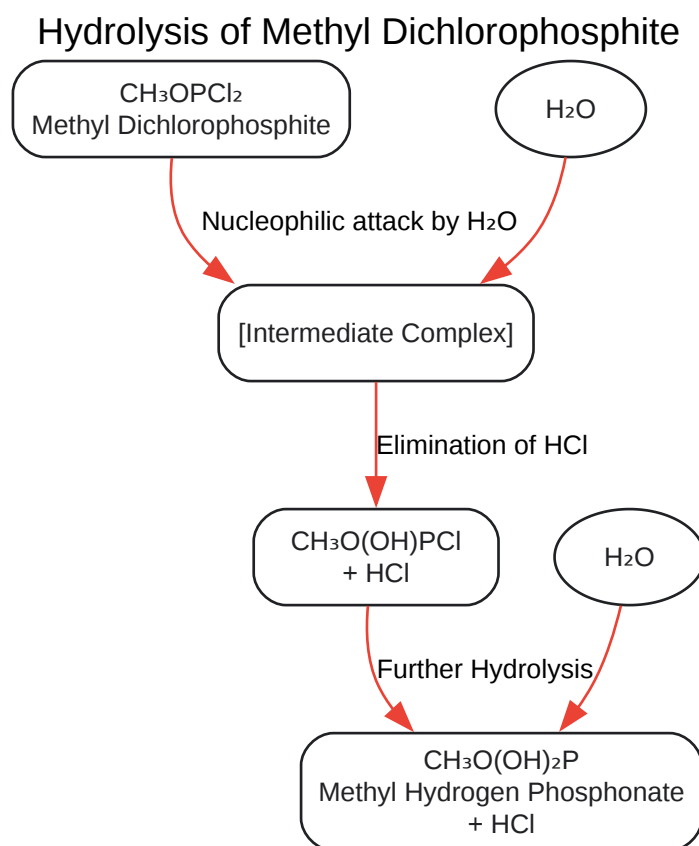 Hydrolysis of Methyl Dichlorophosphite
CH₃OPCl₂
Methyl Dichlorophosphite
H₂O
Nucleophilic attack by H₂O
[Intermediate Complex]
Elimination of HCl
CH₃O(OH)PCl
+ HCl
H₂O
Further Hydrolysis
CH₃O(OH)₂P
Methyl Hydrogen Phosphonate
+ HCl